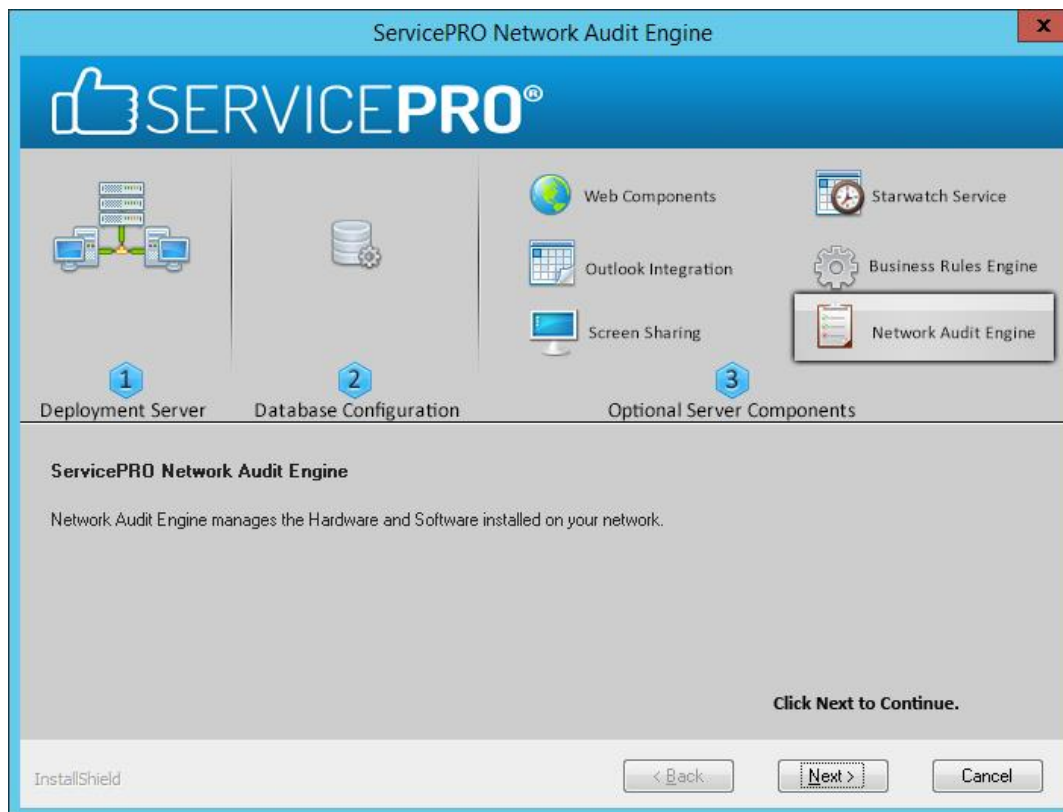 ServicePRO Network Audit Engine
x
SERVICEPRO®
Web Components
Starwatch Service
Outlook Integration
Business Rules Engine
Screen Sharing
Network Audit Engine
1
2
3
Deployment Server
Database Configuration
Optional Server Components
ServicePRO Network Audit Engine
Network Audit Engine manages the Hardware and Software installed on your network.
Click Next to Continue.
InstallShield
< Back
Next >
Cancel